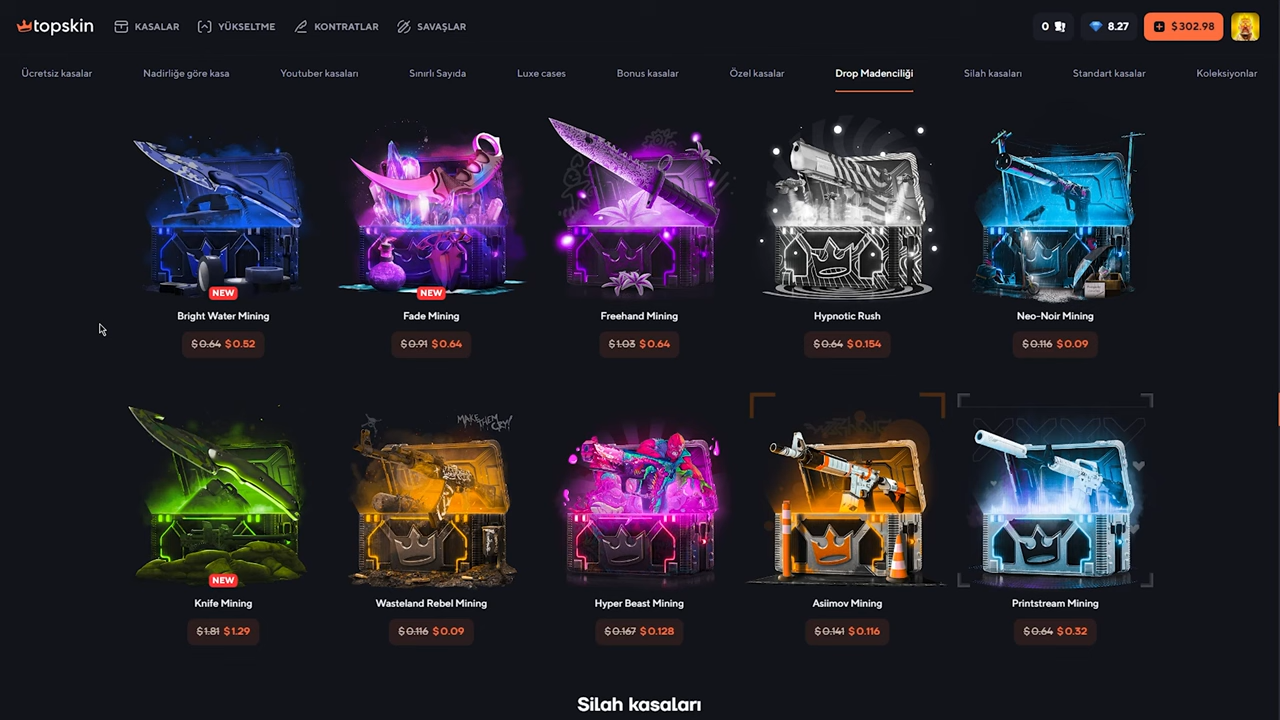 topskin
KASALAR
YÜKSELTME
KONTRATLAR
SAVAŞLAR
0
8.27
$302.98
Ücretsiz kasalar
Nadirliğe göre kasa
Youtuber kasaları
Sınırlı Sayıda
Luxe cases
Bonus kasalar
Özel kasalar
Drop Madenciliği
Silah kasaları
Standart kasalar
Koleksiyonlar
NEW
Bright Water Mining
$0.64 $0.52
NEW
Fade Mining
$0.91 $0.64
Freehand Mining
$1.03 $0.64
Hypnotic Rush
$0.64 $0.154
Neo-Noir Mining
$0.116 $0.09
NEW
Knife Mining
$1.81 $1.29
MAKE THEM CRY!
Wasteland Rebel Mining
$0.116 $0.09
Hyper Beast Mining
$0.167 $0.128
Asiimov Mining
$0.141 $0.116
Printstream Mining
$0.64 $0.32
Silah kasaları